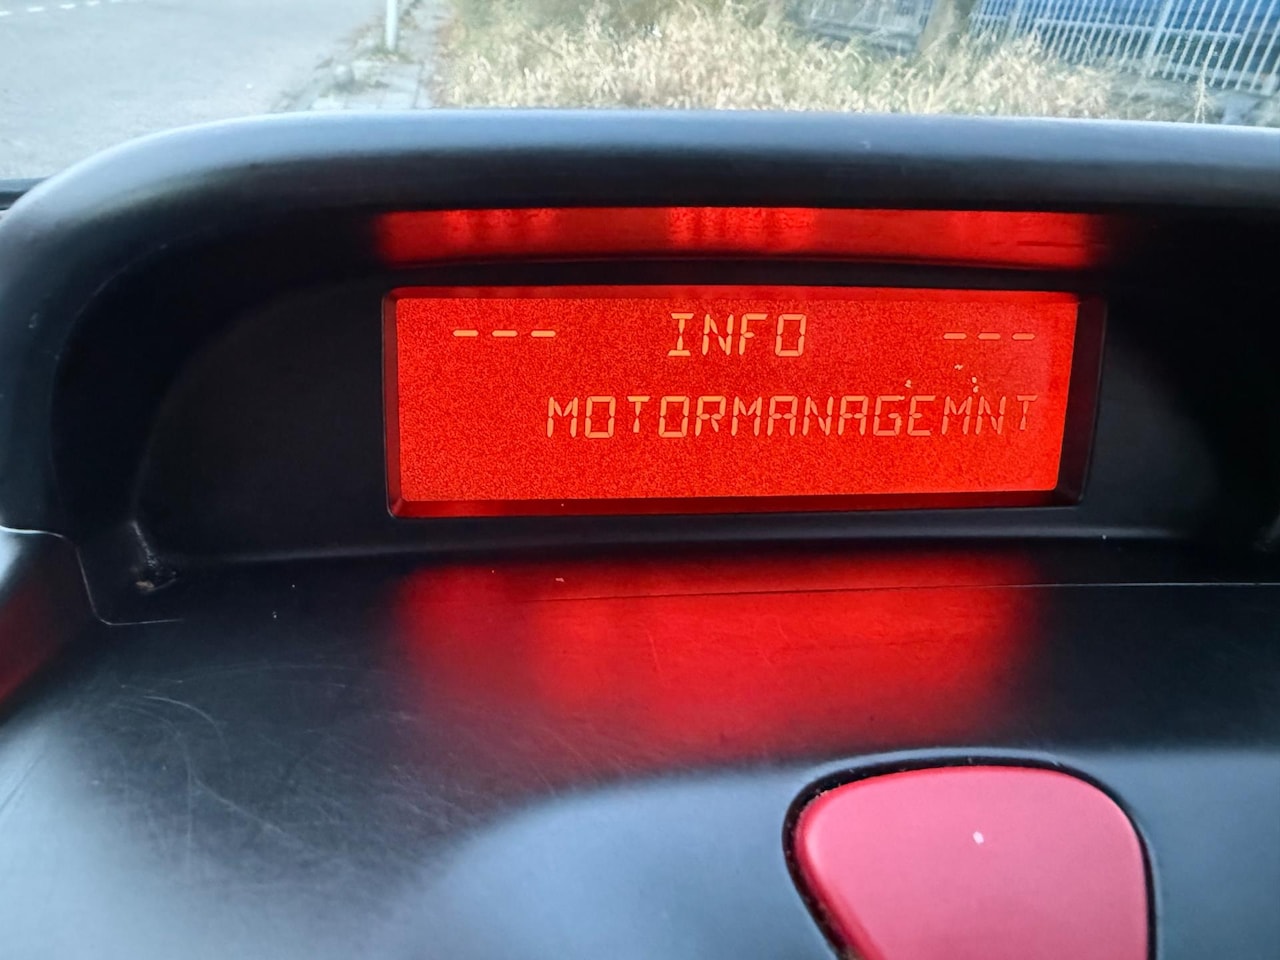 --- INFO ---
MOTORMANAGEMNT